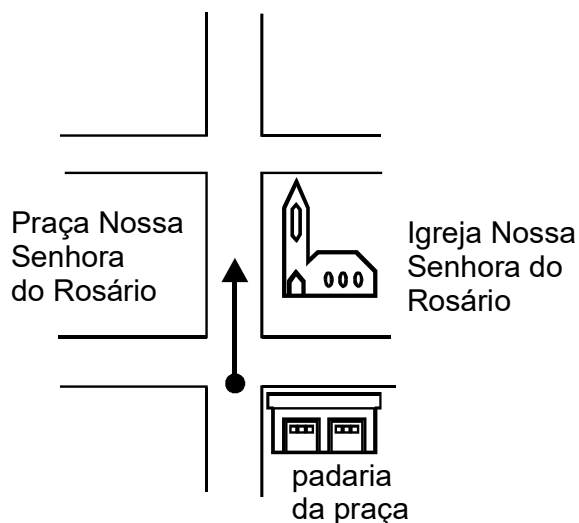 Praça Nossa
Senhora
do Rosário
Igreja Nossa
Senhora do
Rosário
padaria
da praça